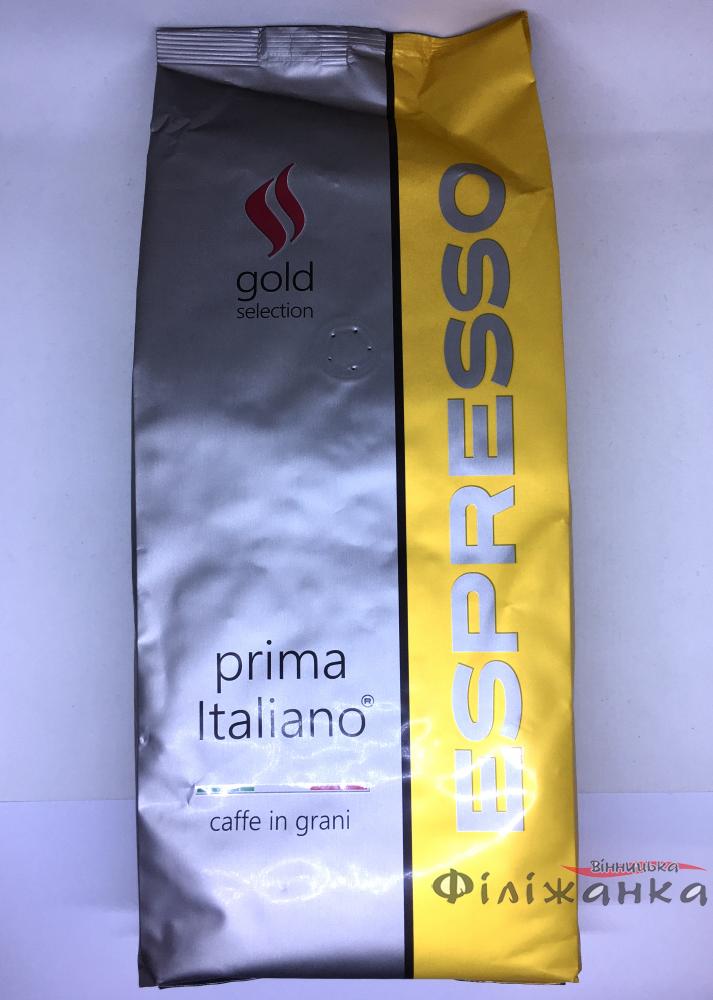 gold
selection
ESPRESSO
prima
Italiano®
caffe in grani
Вінницька
Філіжанка